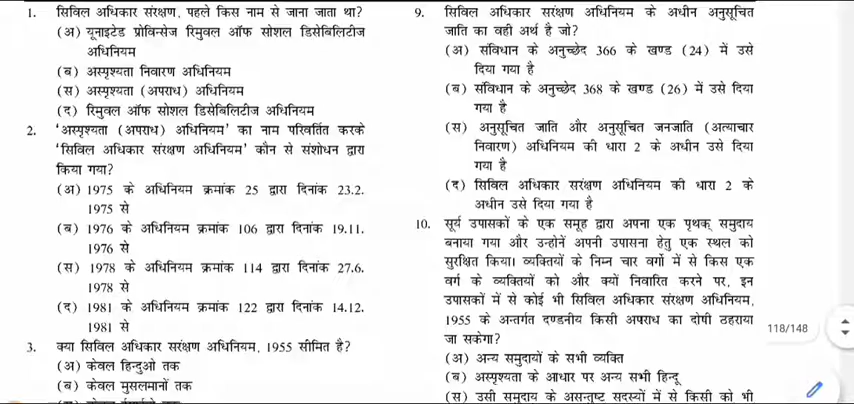 1. सिविल अधिकार संरक्षण, पहले किस नाम से जाना जाता था?
(अ) यूनाइटेड प्रोविन्सेज रिमुवल ऑफ सोशल डिसेबिलिटीज
अधिनियम
(ब) अस्पृश्यता निवारण अधिनियम
(स) अस्पृश्यता (अपराध) अधिनियम
(द) रिमुवल ऑफ सोशल डिसेबिलिटीज अधिनियम
2. 'अस्पृश्यता (अपराध) अधिनियम' का नाम परिवर्तित करके
'सिविल अधिकार संरक्षण अधिनियम' कौन से संशोधन द्वारा
किया गया?
(अ) 1975 के अधिनियम क्रमांक 25 द्वारा दिनांक 23.2.
1975 से
(ब) 1976 के अधिनियम क्रमांक 106 द्वारा दिनांक 19.11.
1976 से
(स) 1978 के अधिनियम क्रमांक 114 द्वारा दिनांक 27.6.
1978 से
(द) 1981 के अधिनियम क्रमांक 122 द्वारा दिनांक 14.12.
1981 से
3. क्या सिविल अधिकार सरंक्षण अधिनियम, 1955 सीमित है?
(अ) केवल हिन्दुओ तक
(ब) केवल मुसलमानों तक
9. सिविल अधिकार सरंक्षण अधिनियम के अधीन अनुसूचित
जाति का वही अर्थ है जो?
(अ) संविधान के अनुच्छेद 366 के खण्ड (24) में उसे
दिया गया है
(ब) संविधान के अनुच्छेद 368 के खण्ड (26) में उसे दिया
गया है
(स) अनुसूचित जाति और अनुसूचित जनजाति (अत्याचार
निवारण) अधिनियम की धारा 2 के अधीन उसे दिया
गया है
(द) सिविल अधिकार सरंक्षण अधिनियम की धारा 2 के
अधीन उसे दिया गया है
10. सूर्य उपासकों के एक समूह द्वारा अपना एक पृथक् समुदाय
बनाया गया और उन्होनें अपनी उपासना हेतु एक स्थल को
सुरक्षित किया। व्यक्तियों के निम्न चार वर्गो में से किस एक
वर्ग के व्यक्तियों को और क्यों निवारित करने पर, इन
उपासकों में से कोई भी सिविल अधिकार संरक्षण अधिनियम,
1955 के अन्तर्गत दण्डनीय किसी अपराध का दोषी ठहराया
जा सकेगा?
(अ) अन्य समुदायों के सभी व्यक्ति
(ब) अस्पृश्यता के आधार पर अन्य सभी हिन्दू
(स) उसी समुदाय के असन्तुष्ट सदस्यों में से किसी को भी
118/148